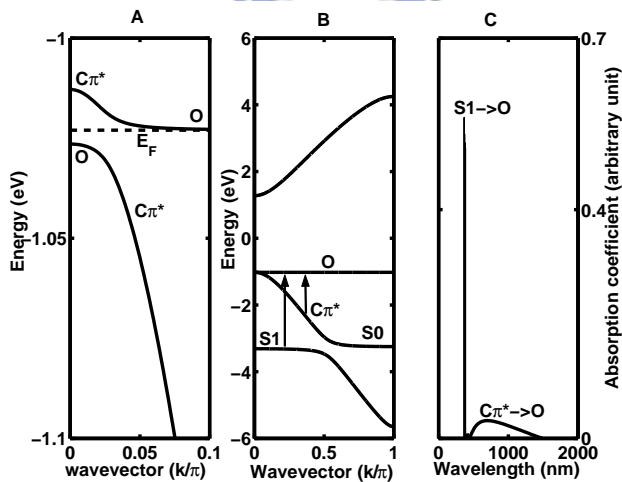 A
B
C
−1
−1.05
−1.1
Energy (eV)
Cπ*
O
E_F
O
Cπ*
0
0.05
0.1
wavevector (k/π)
6
4
2
0
−2
−4
−6
Energy (eV)
O
Cπ*
S1
S0
0
0.5
1
Wavevector (k/π)
S1−>O
Cπ*−>O
0.7
0.4
0
Absorption coefficient (arbitrary unit)
0
1000
2000
Wavelength (nm)